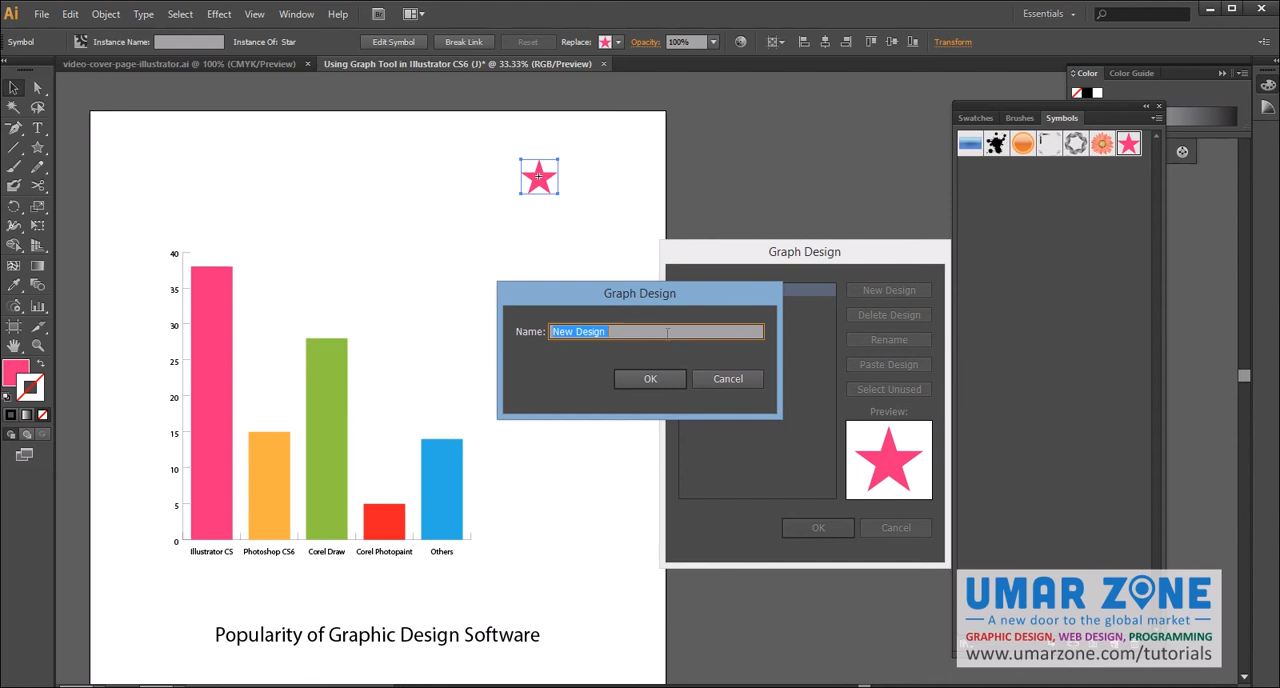 Ai File Edit Object Type Select Effect View Window Help Br Essentials
Symbol Instance Name: Instance Of: Star Edit Symbol Break Link Reset Replace: Opacity: 100% Transform
video-cover-page-illustrator.ai @ 100% (CMYK/Preview) × Using Graph Tool in Illustrator CS6 (J)* @ 33.33% (RGB/Preview) ×
Color Color Guide
Swatches Brushes Symbols
Graph Design
New Design
Delete Design
Rename
Paste Design
Select Unused
Preview:
OK Cancel
Graph Design
Name: New Design
OK Cancel
40
35
30
25
20
15
10
5
0
Illustrator CS Photoshop CS6 Corel Draw Corel Photopaint Others
Popularity of Graphic Design Software
UMAR ZONE
A new door to the global market
GRAPHIC DESIGN, WEB DESIGN, PROGRAMMING
www.umarzone.com/tutorials